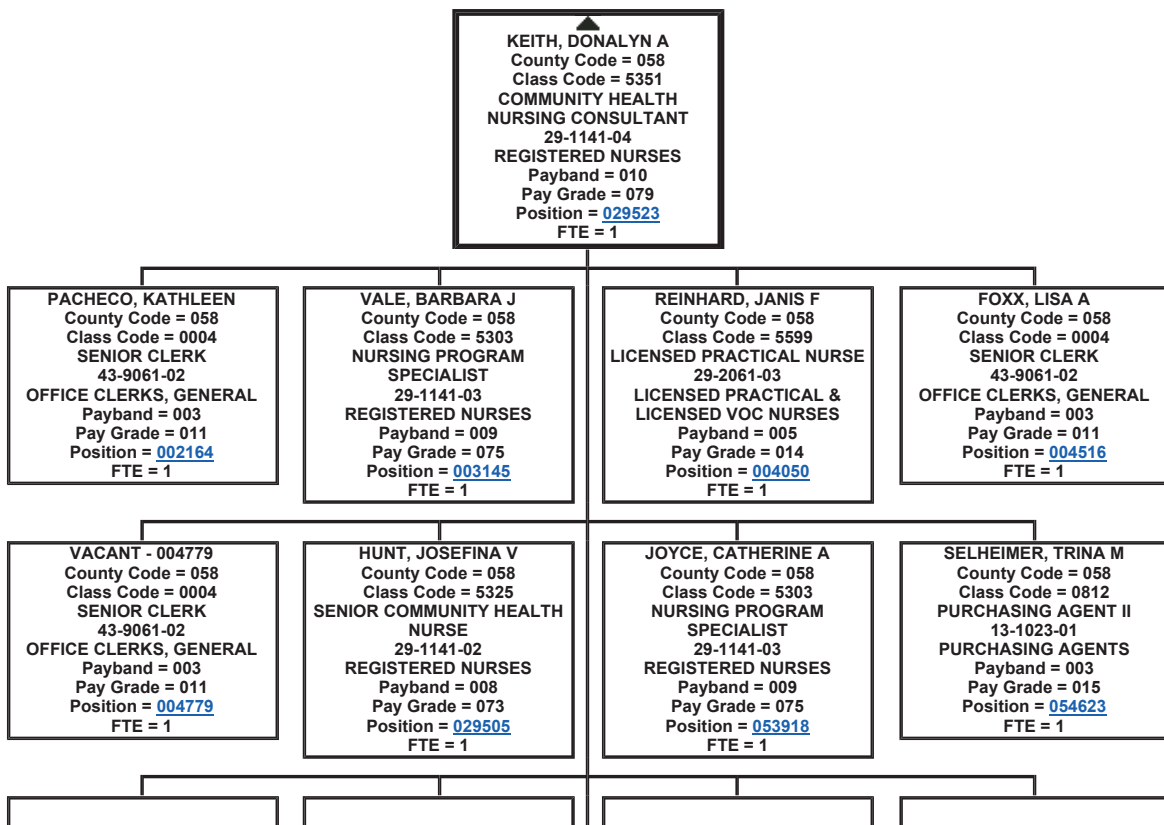 KEITH, DONALYN A
County Code = 058
Class Code = 5351
COMMUNITY HEALTH
NURSING CONSULTANT
29-1141-04
REGISTERED NURSES
Payband = 010
Pay Grade = 079
Position = 029523
FTE = 1
PACHECO, KATHLEEN
County Code = 058
Class Code = 0004
SENIOR CLERK
43-9061-02
OFFICE CLERKS, GENERAL
Payband = 003
Pay Grade = 011
Position = 002164
FTE = 1
VALE, BARBARA J
County Code = 058
Class Code = 5303
NURSING PROGRAM
SPECIALIST
29-1141-03
REGISTERED NURSES
Payband = 009
Pay Grade = 075
Position = 003145
FTE = 1
REINHARD, JANIS F
County Code = 058
Class Code = 5599
LICENSED PRACTICAL NURSE
29-2061-03
LICENSED PRACTICAL &
LICENSED VOC NURSES
Payband = 005
Pay Grade = 014
Position = 004050
FTE = 1
FOXX, LISA A
County Code = 058
Class Code = 0004
SENIOR CLERK
43-9061-02
OFFICE CLERKS, GENERAL
Payband = 003
Pay Grade = 011
Position = 004516
FTE = 1
VACANT - 004779
County Code = 058
Class Code = 0004
SENIOR CLERK
43-9061-02
OFFICE CLERKS, GENERAL
Payband = 003
Pay Grade = 011
Position = 004779
FTE = 1
HUNT, JOSEFINA V
County Code = 058
Class Code = 5325
SENIOR COMMUNITY HEALTH
NURSE
29-1141-02
REGISTERED NURSES
Payband = 008
Pay Grade = 073
Position = 029505
FTE = 1
JOYCE, CATHERINE A
County Code = 058
Class Code = 5303
NURSING PROGRAM
SPECIALIST
29-1141-03
REGISTERED NURSES
Payband = 009
Pay Grade = 075
Position = 053918
FTE = 1
SELHEIMER, TRINA M
County Code = 058
Class Code = 0812
PURCHASING AGENT II
13-1023-01
PURCHASING AGENTS
Payband = 003
Pay Grade = 015
Position = 054623
FTE = 1